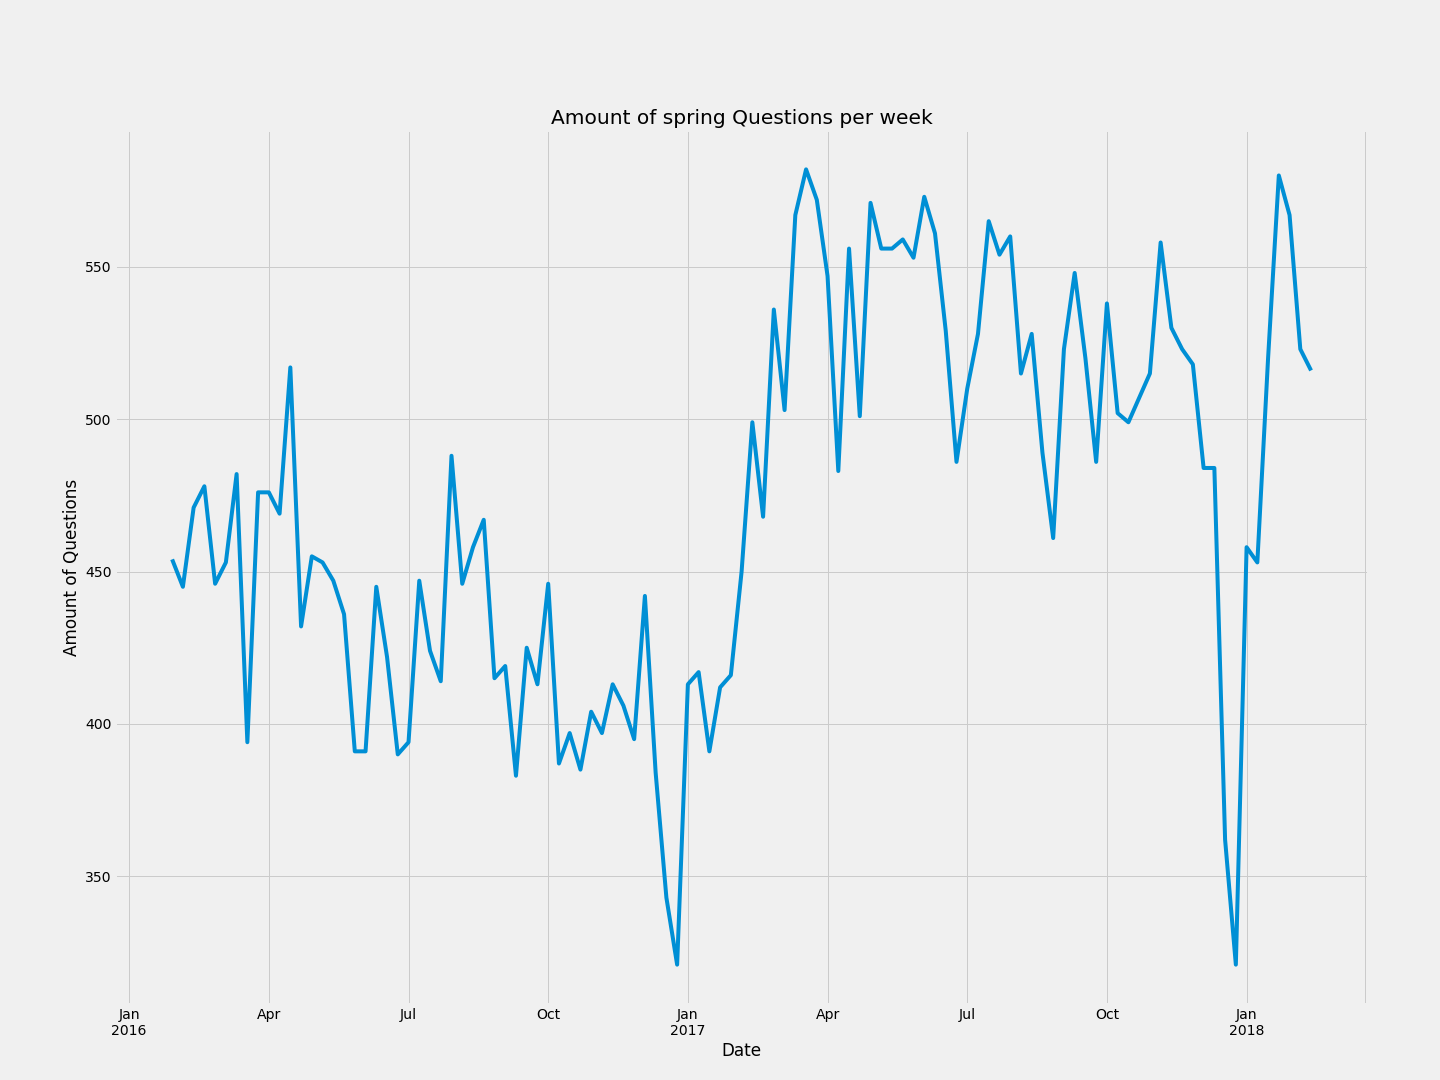 Amount of spring Questions per week
Amount of Questions
550
500
450
400
350
Jan Apr Jul Oct Jan Apr Jul Oct Jan
2016 2017 2018
Date